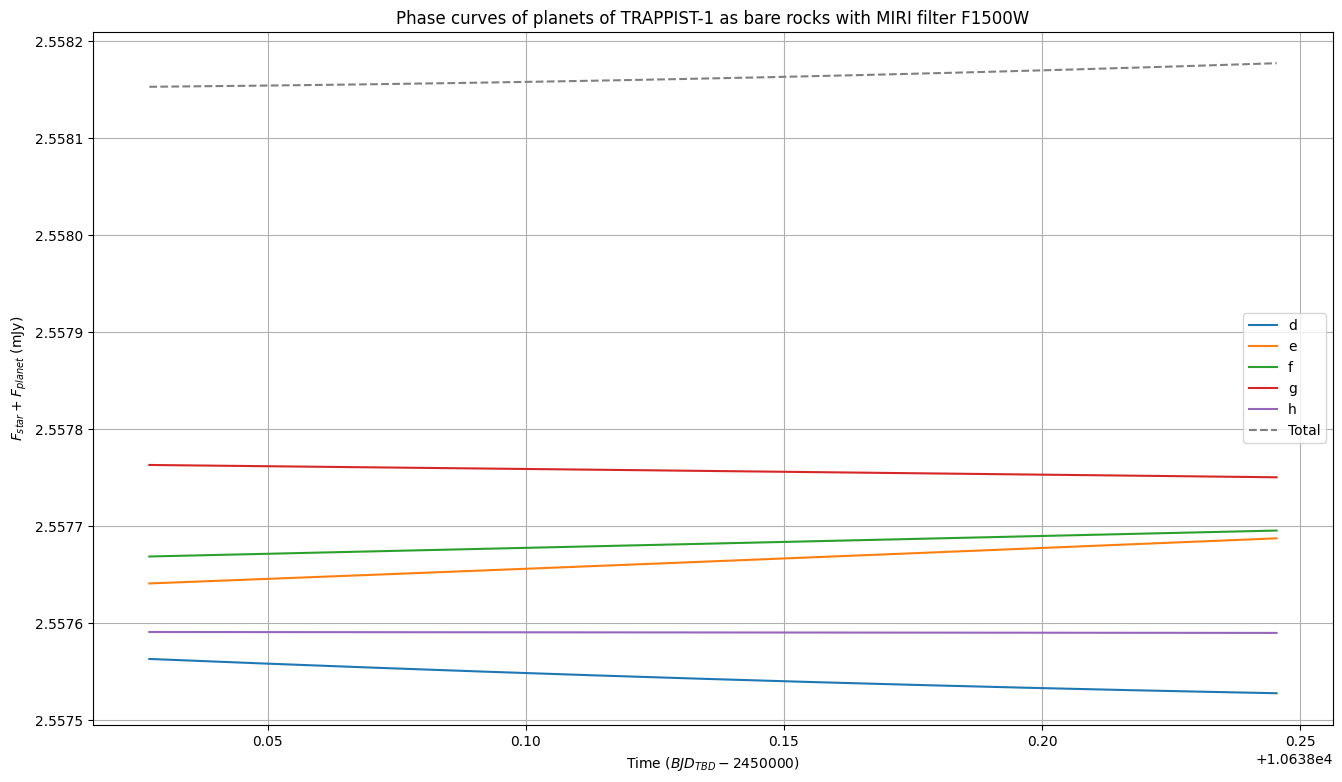 Phase curves of planets of TRAPPIST-1 as bare rocks with MIRI filter F1500W
2.5582
2.5581
2.5580
2.5579
2.5578
2.5577
2.5576
2.5575
F_star + F_planet (mJy)
d
e
f
g
h
Total
0.05 0.10 0.15 0.20 0.25
+1.0638e4
Time (BJD_TBD − 2450000)